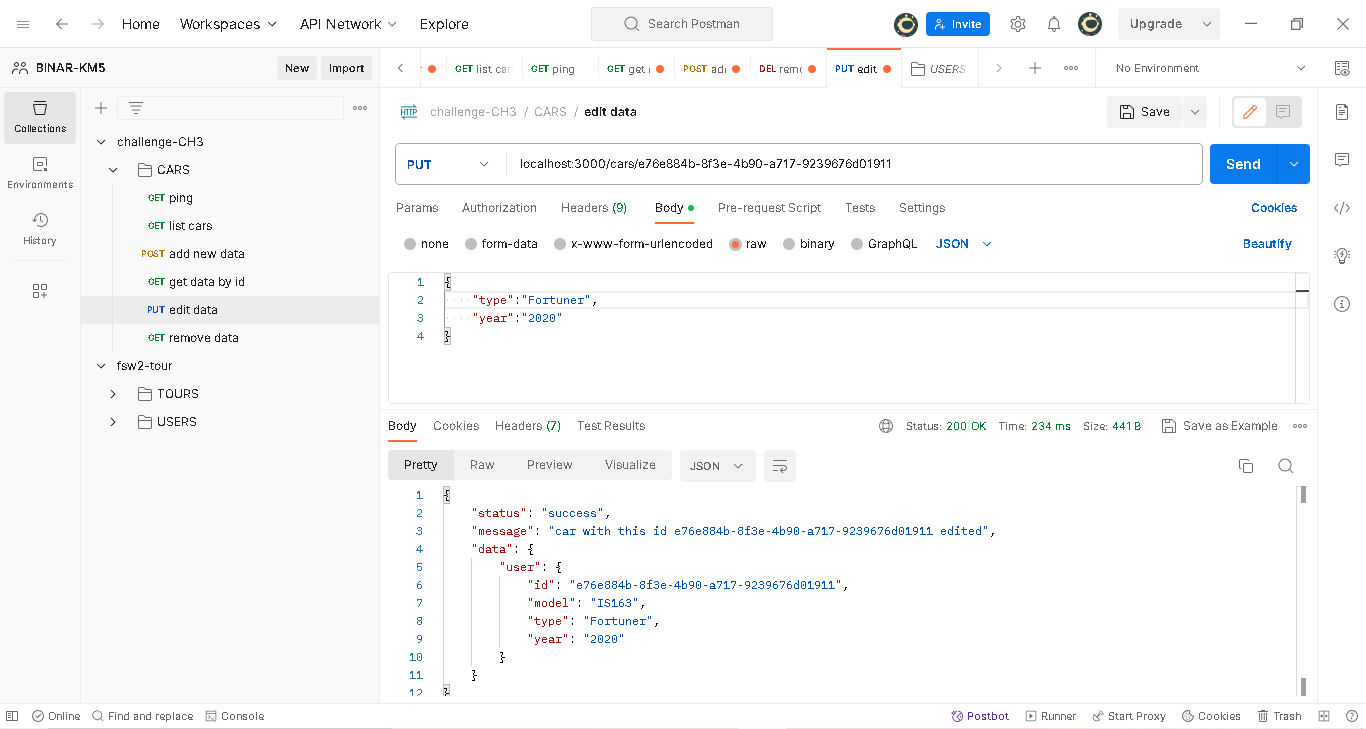 Home Workspaces API Network Explore Search Postman Invite Upgrade
BINAR-KM5 New Import GET list car GET ping GET get POST ad DEL remo PUT edit USERS No Environment
challenge-CH3 / CARS / edit data Save
Collections
Environments
History
challenge-CH3
CARS
GET ping
GET list cars
POST add new data
GET get data by id
PUT edit data
GET remove data
fsw2-tour
TOURS
USERS
PUT localhost:3000/cars/e76e884b-8f3e-4b90-a717-9239676d01911 Send
Params Authorization Headers (9) Body Pre-request Script Tests Settings Cookies
none form-data x-www-form-urlencoded raw binary GraphQL JSON Beautify
1 {
2 "type":"Fortuner",
3 "year":"2020"
4 }
Body Cookies Headers (7) Test Results Status: 200 OK Time: 234 ms Size: 441 B Save as Example
Pretty Raw Preview Visualize JSON
1 {
2 "status": "success",
3 "message": "car with this id e76e884b-8f3e-4b90-a717-9239676d01911 edited",
4 "data": {
5 "user": {
6 "id": "e76e884b-8f3e-4b90-a717-9239676d01911",
7 "model": "IS163",
8 "type": "Fortuner",
9 "year": "2020"
10 }
11 }
12 }
Online Find and replace Console Postbot Runner Start Proxy Cookies Trash